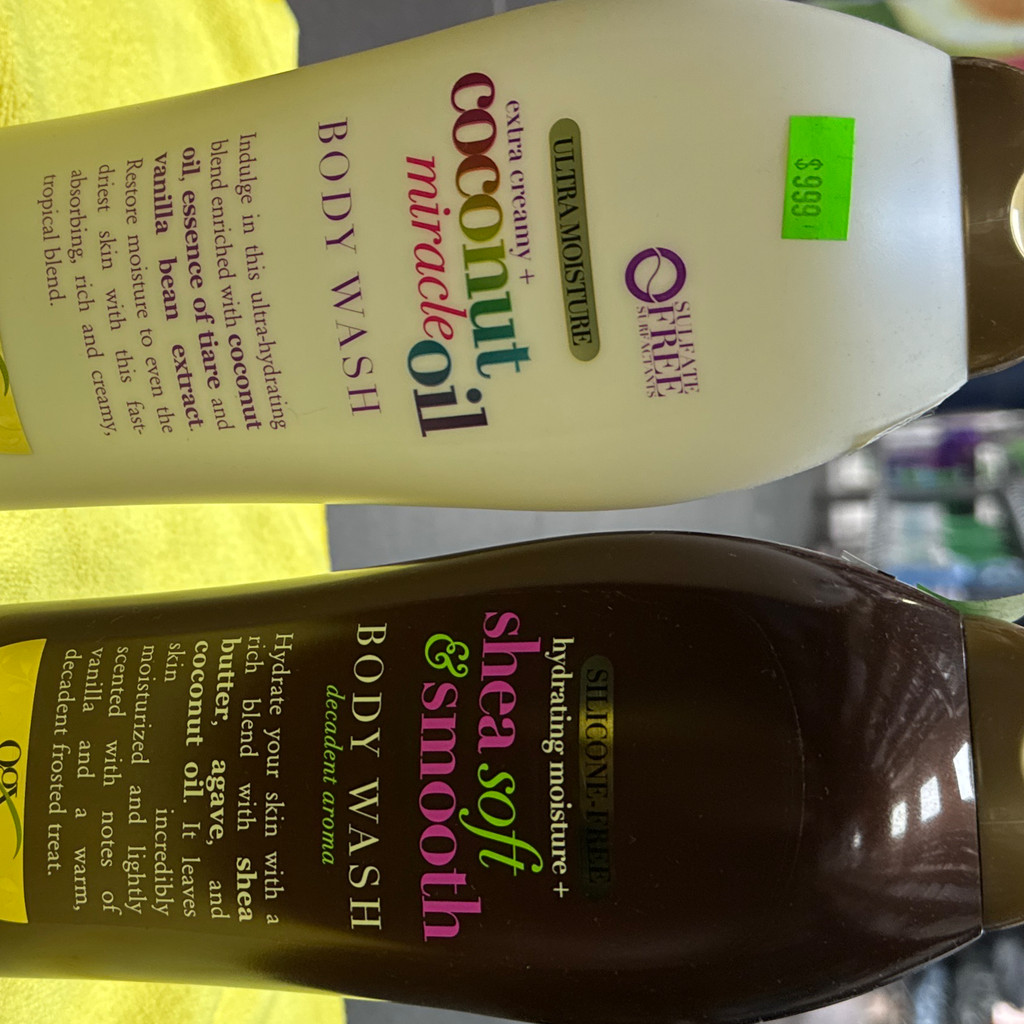 $999
SULFATE
FREE
SURFACTANTS
ULTRA MOISTURE
extra creamy +
coconut
miracle oil
BODY WASH
Indulge in this ultra-hydrating
blend enriched with coconut
oil, essence of tiare and
vanilla bean extract.
Restore moisture to even the
driest skin with this fast-
absorbing, rich and creamy,
tropical blend.
SILICONE-FREE
hydrating moisture +
shea soft
& smooth
BODY WASH
decadent aroma
Hydrate your skin with a
rich blend with shea
butter, agave, and
coconut oil. It leaves
skin incredibly
moisturized and lightly
scented with notes of
vanilla and a warm,
decadent frosted treat.